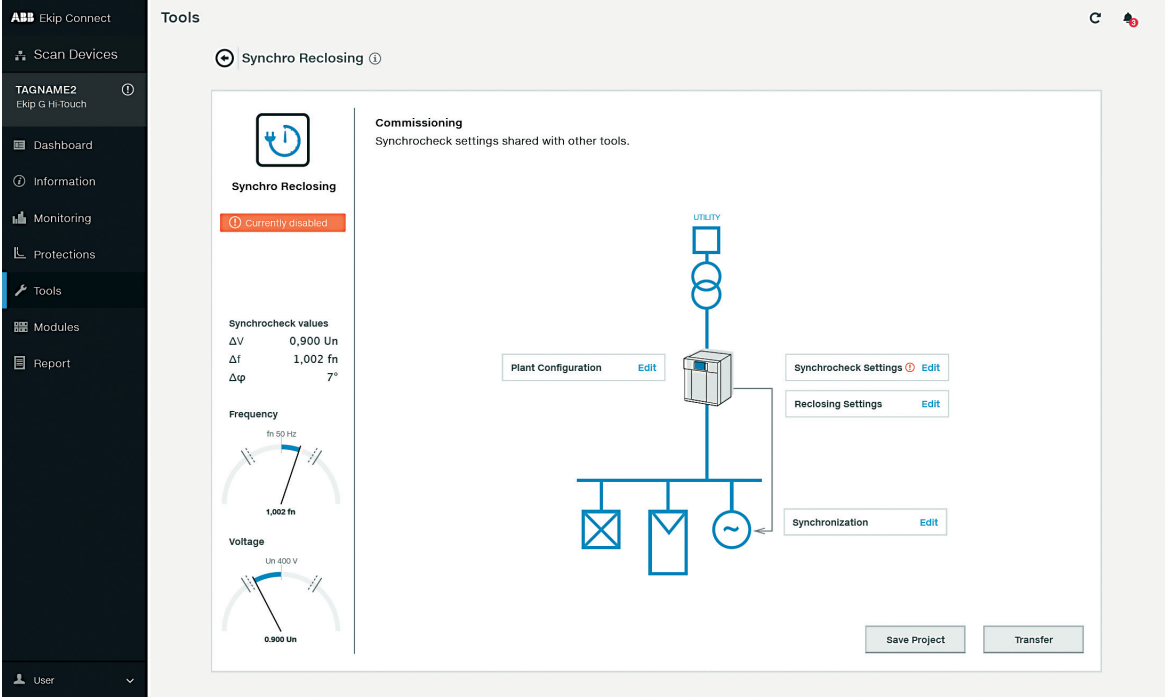 ABB Ekip Connect
Tools
3
Scan Devices
Synchro Reclosing
TAGNAME2
Ekip G Hi-Touch
Dashboard
Information
Monitoring
Protections
Tools
Modules
Report
User
Synchro Reclosing
Currently disabled
Synchrocheck values
ΔV 0,900 Un
Δf 1,002 fn
Δφ 7°
Frequency
fn 50 Hz
1,002 fn
Voltage
Un 400 V
0.900 Un
Commissioning
Synchrocheck settings shared with other tools.
UTILITY
Plant Configuration Edit
Synchrocheck Settings Edit
Reclosing Settings Edit
Synchronization Edit
Save Project
Transfer